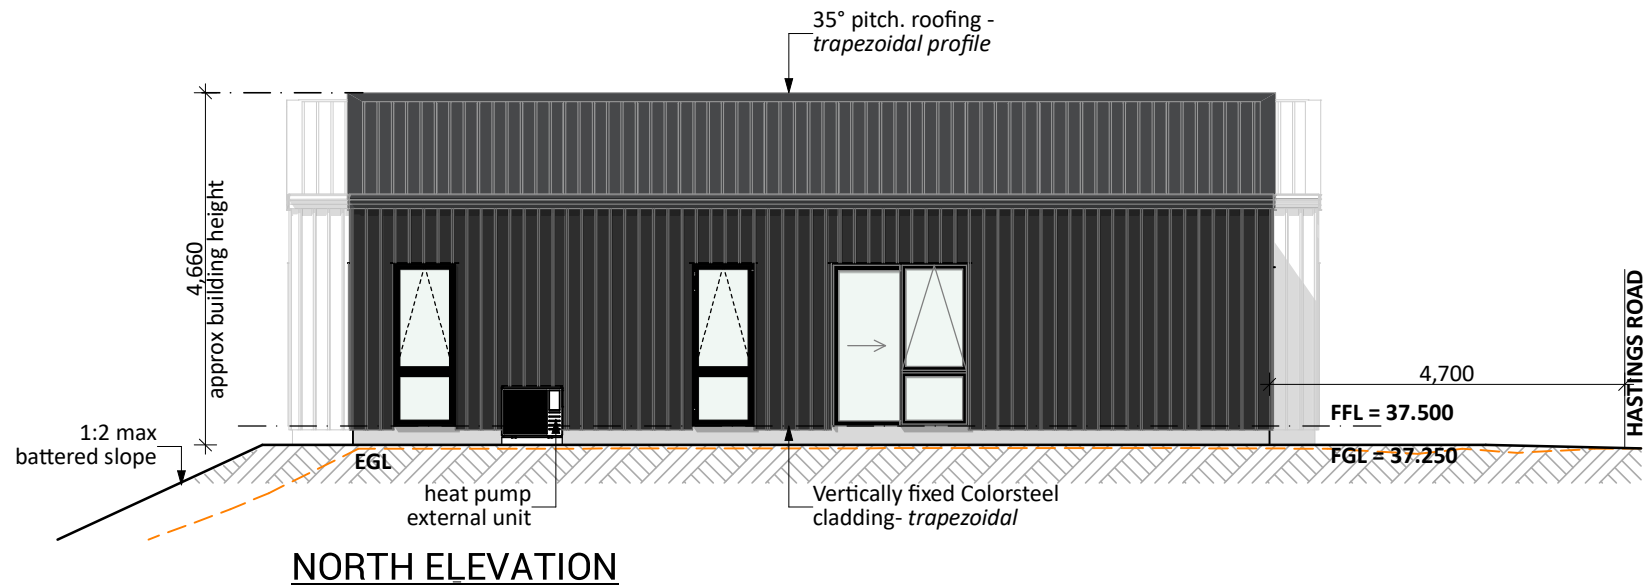 35° pitch. roofing -
trapezoidal profile
4,660
approx building height
HASTINGS ROAD
4,700
FFL = 37.500
1:2 max
battered slope
EGL
FGL = 37.250
heat pump
external unit
Vertically fixed Colorsteel
cladding- trapezoidal
NORTH ELEVATION